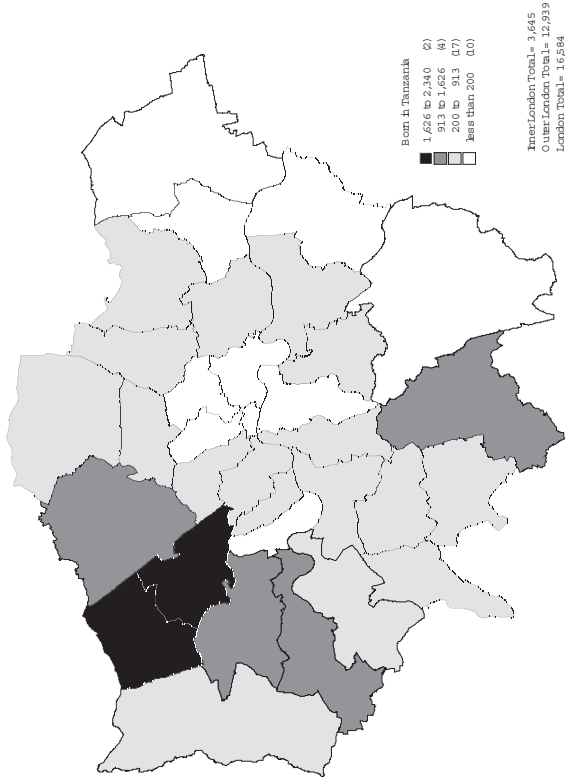 Born in Tanzania
1,626 to 2,340 (2)
913 to 1,626 (4)
200 to 913 (17)
less than 200 (10)
Inner London Total = 3,645
Outer London Total = 12,939
London Total = 16,584